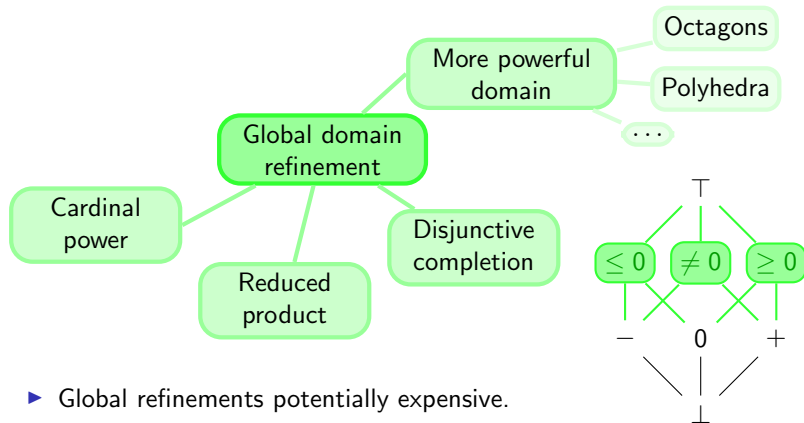 Octagons
More powerful
domain
Polyhedra
...
Global domain
refinement
Cardinal
power
Disjunctive
completion
Reduced
product
⊤
≤ 0 ≠ 0 ≥ 0
− 0 +
⊥
▶ Global refinements potentially expensive.